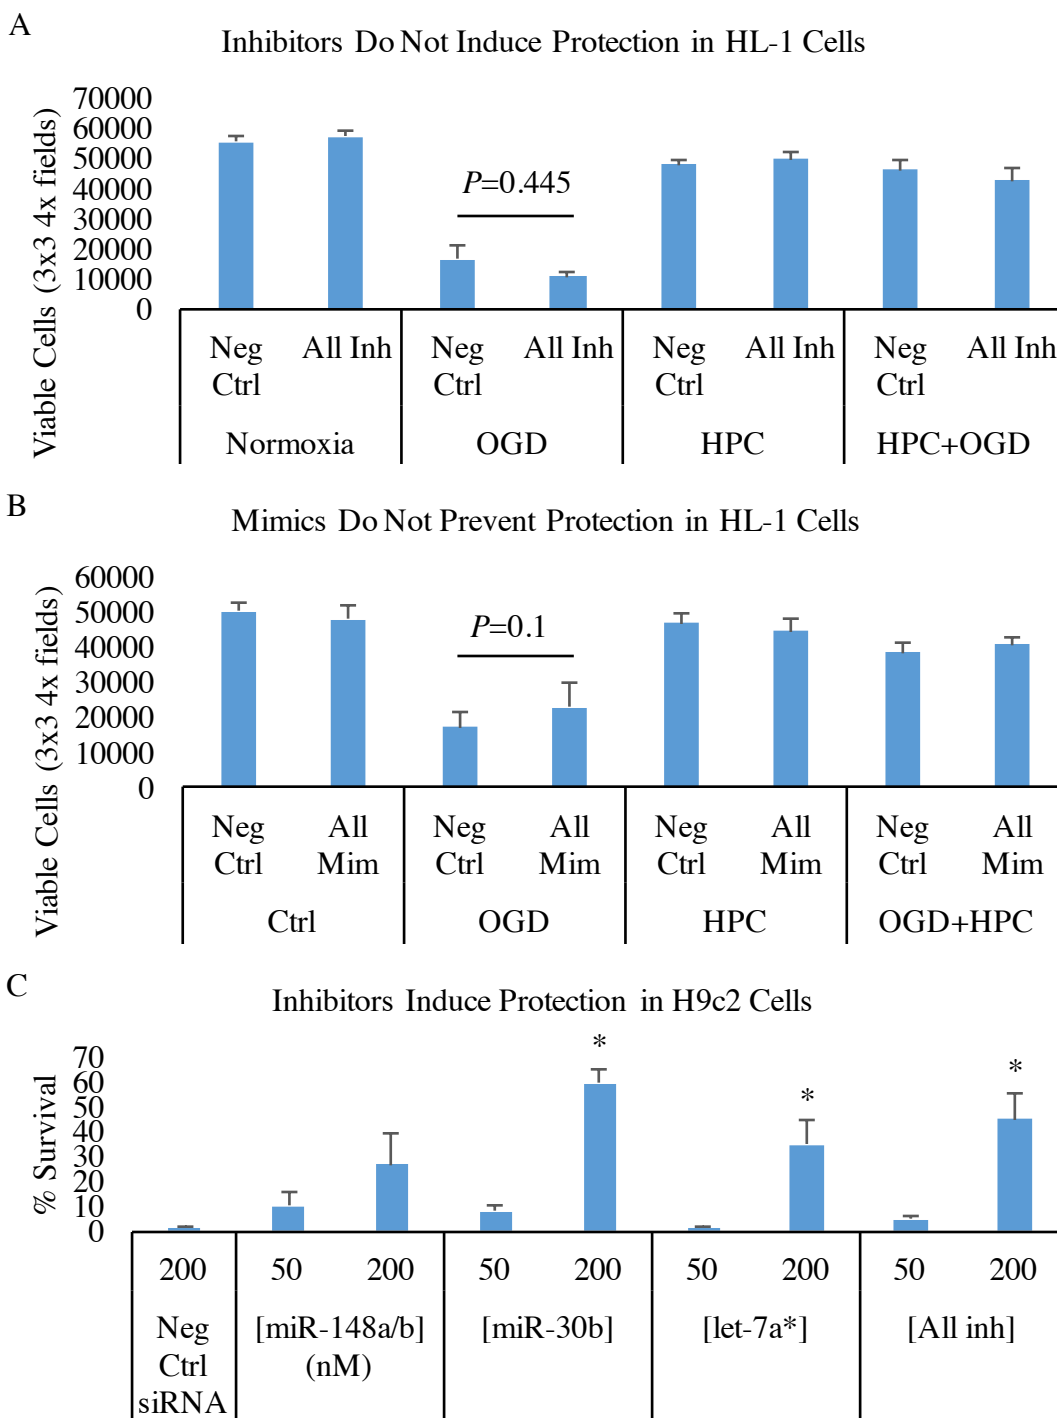 A
Inhibitors Do Not Induce Protection in HL-1 Cells
Viable Cells (3x3 4x fields)
70000
60000
50000
40000
30000
20000
10000
0
P=0.445
Neg Ctrl All Inh Neg Ctrl All Inh Neg Ctrl All Inh Neg Ctrl All Inh
Normoxia OGD HPC HPC+OGD
B
Mimics Do Not Prevent Protection in HL-1 Cells
Viable Cells (3x3 4x fields)
60000
50000
40000
30000
20000
10000
0
P=0.1
Neg Ctrl All Mim Neg Ctrl All Mim Neg Ctrl All Mim Neg Ctrl All Mim
Ctrl OGD HPC OGD+HPC
C
Inhibitors Induce Protection in H9c2 Cells
% Survival
70
60
50
40
30
20
10
0
* * *
200 50 200 50 200 50 200 50 200
Neg Ctrl siRNA [miR-148a/b] (nM) [miR-30b] [let-7a*] [All inh]